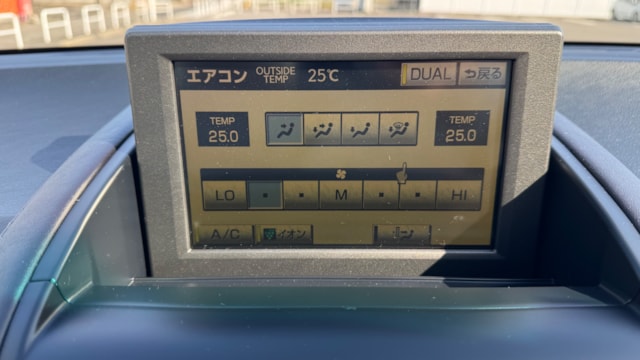 エアコン OUTSIDE TEMP 25℃ DUAL 戻る
TEMP 25.0 TEMP 25.0
LO M HI
A/C イオン